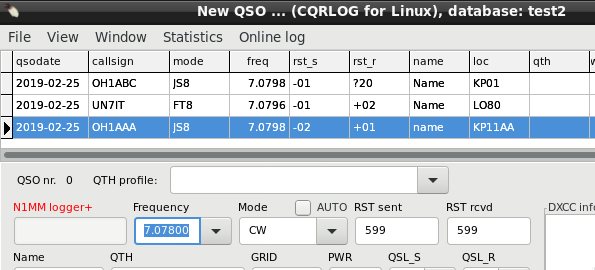 New QSO ... (CQRLOG for Linux), database: test2
File View Window Statistics Online log
qsodate callsign mode freq rst_s rst_r name loc qth w
2019-02-25 OH1ABC JS8 7.0798 -01 ?20 Name KP01
2019-02-25 UN7IT FT8 7.0796 -01 +02 Name LO80
2019-02-25 OH1AAA JS8 7.0798 -02 +01 name KP11AA
QSO nr. 0 QTH profile:
N1MM logger+ Frequency Mode AUTO RST sent RST rcvd DXCC info
7.07800 CW 599 599
Name QTH GRID PWR QSL_S QSL_R